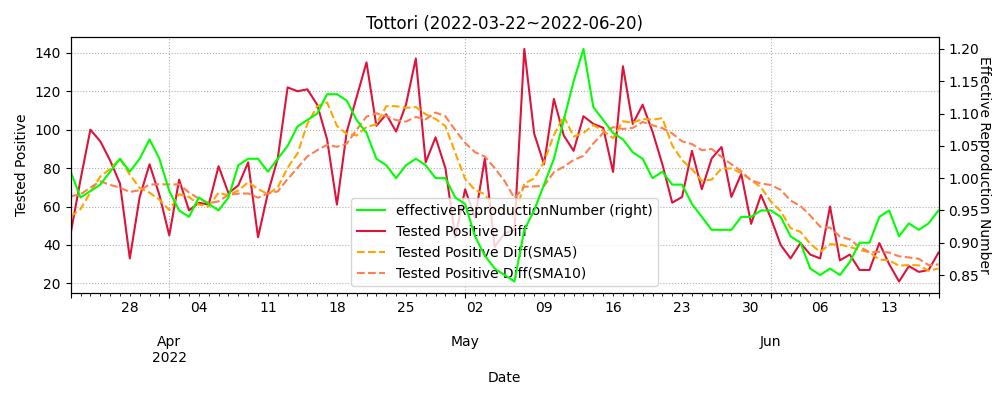 Tottori (2022-03-22~2022-06-20)
Tested Positive
140
120
100
80
60
40
20
1.20
1.15
1.10
1.05
1.00
0.95
0.90
0.85
Effective Reproduction Number
effectiveReproductionNumber (right)
Tested Positive Diff
Tested Positive Diff(SMA5)
Tested Positive Diff(SMA10)
28 04 11 18 25 02 09 16 23 30 06 13
Apr May Jun
2022
Date